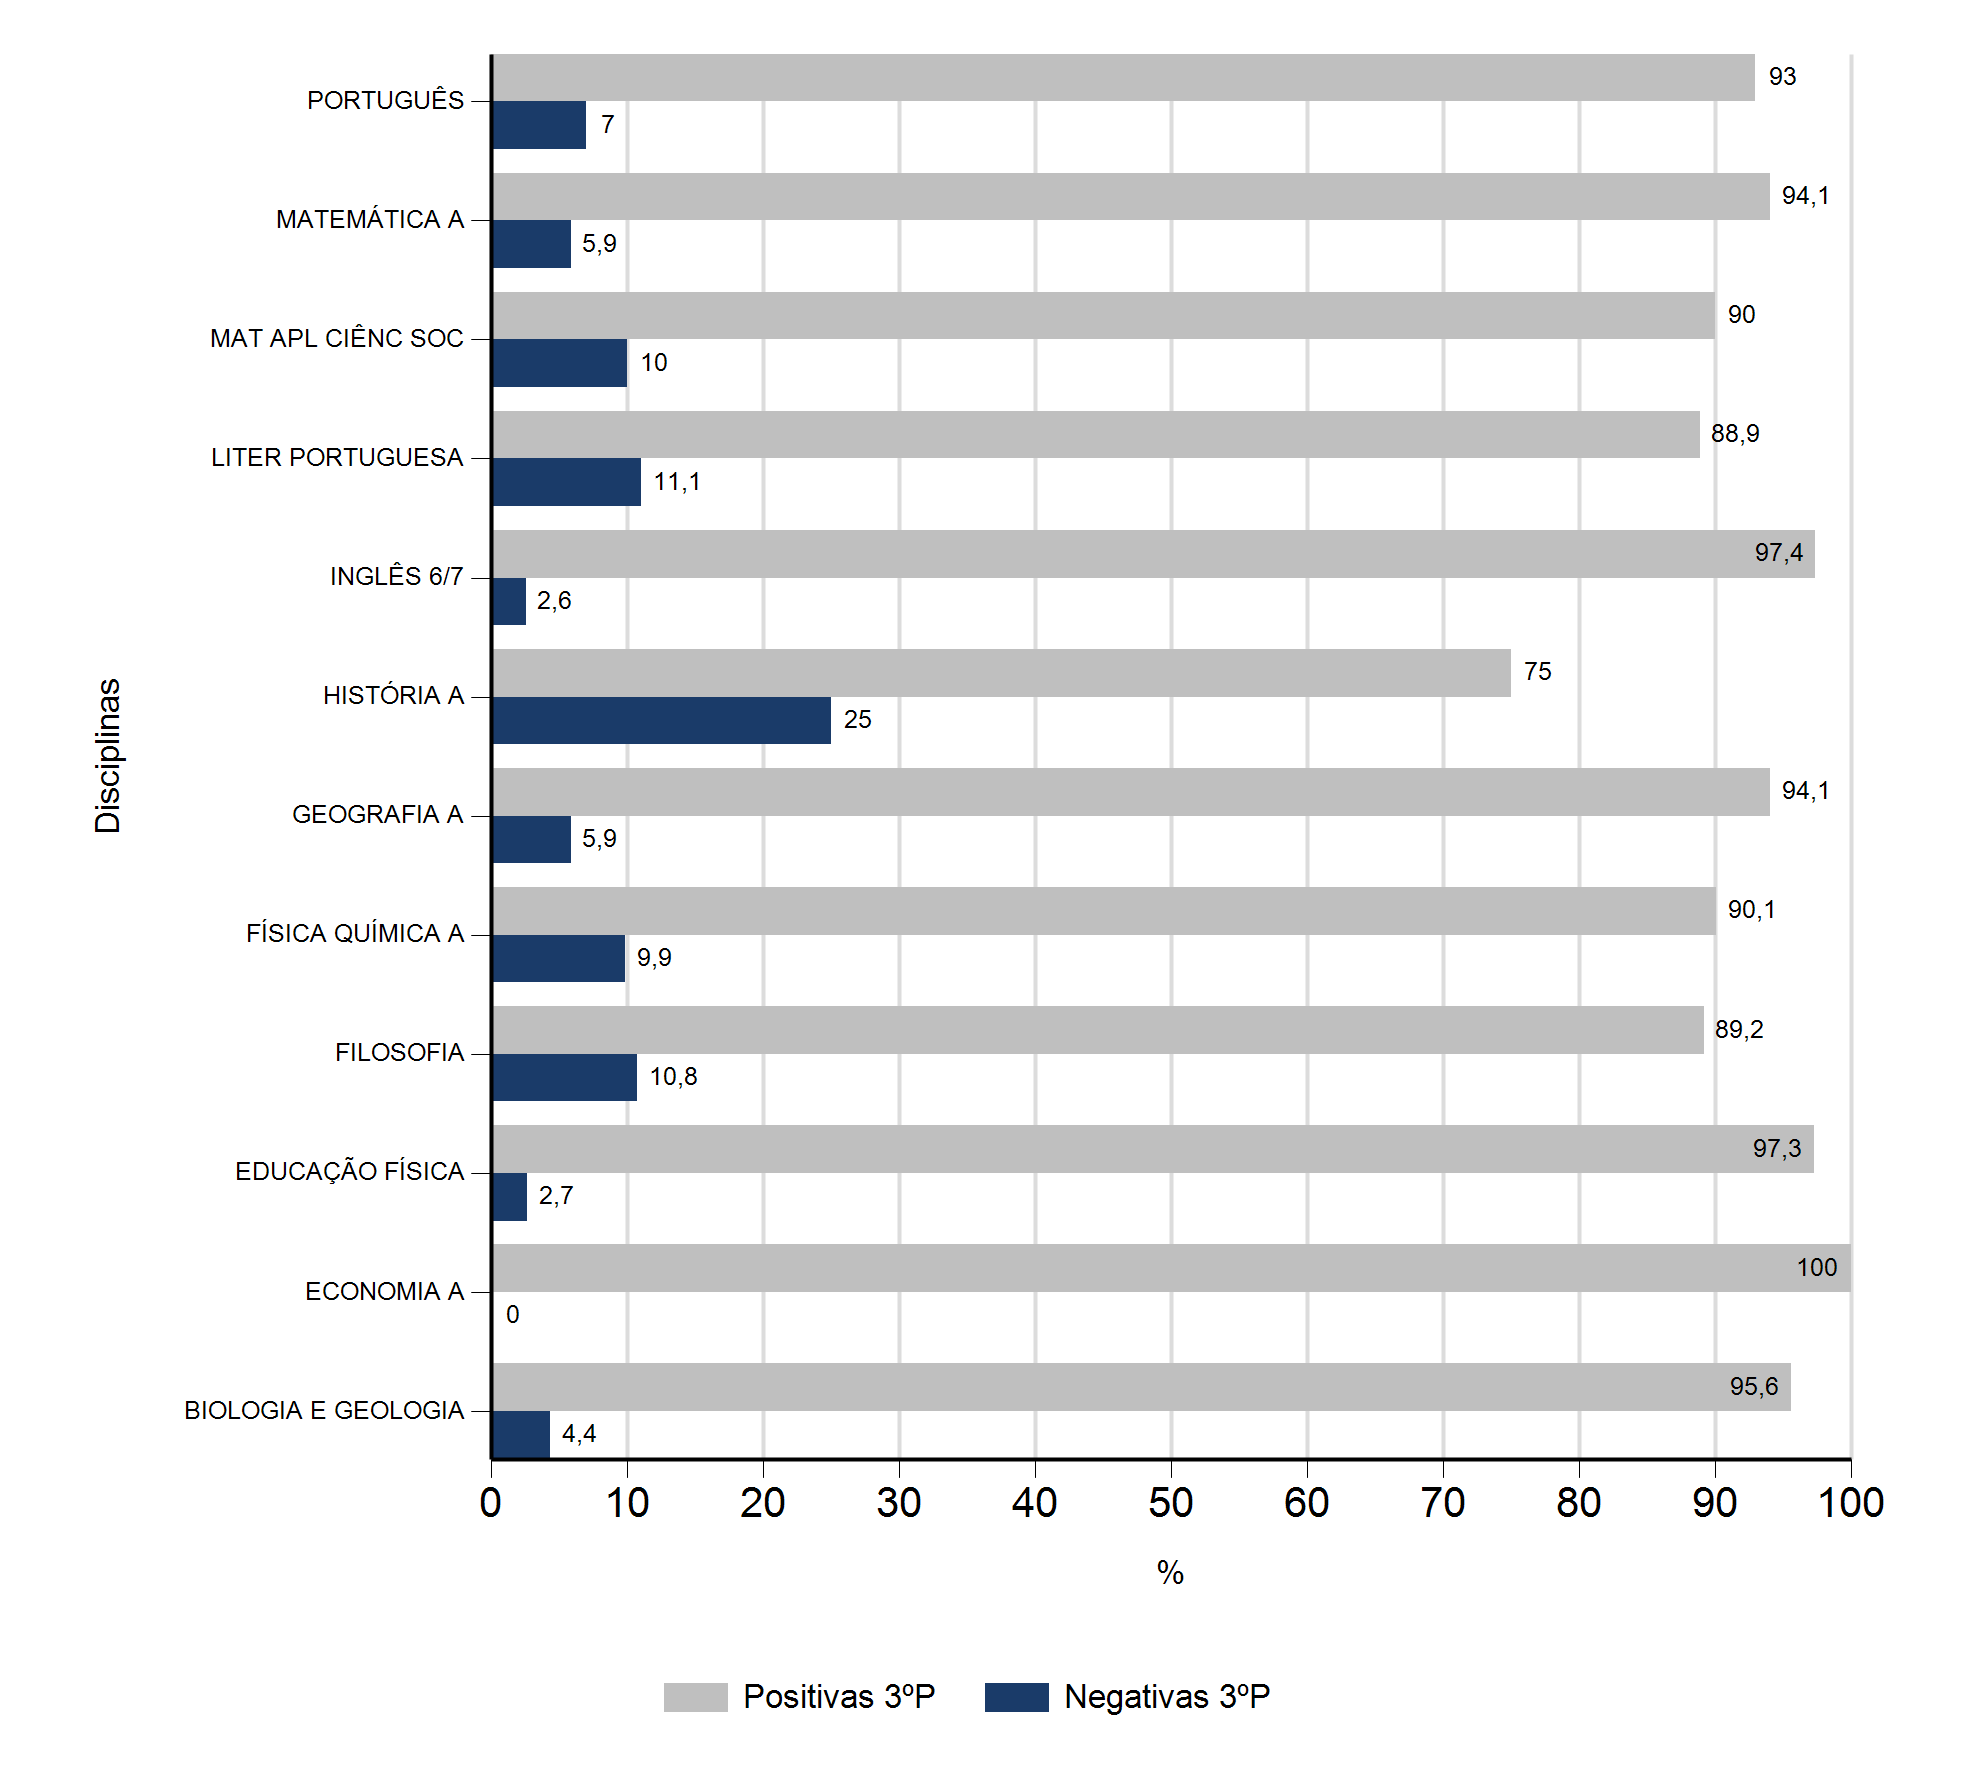 PORTUGUÊS
93
7
MATEMÁTICA A
94,1
5,9
MAT APL CIÊNC SOC
90
10
LITER PORTUGUESA
88,9
11,1
INGLÊS 6/7
97,4
2,6
HISTÓRIA A
75
25
GEOGRAFIA A
94,1
5,9
FÍSICA QUÍMICA A
90,1
9,9
FILOSOFIA
89,2
10,8
EDUCAÇÃO FÍSICA
97,3
2,7
ECONOMIA A
100
0
BIOLOGIA E GEOLOGIA
95,6
4,4
Disciplinas
0 10 20 30 40 50 60 70 80 90 100
%
Positivas 3ºP Negativas 3ºP